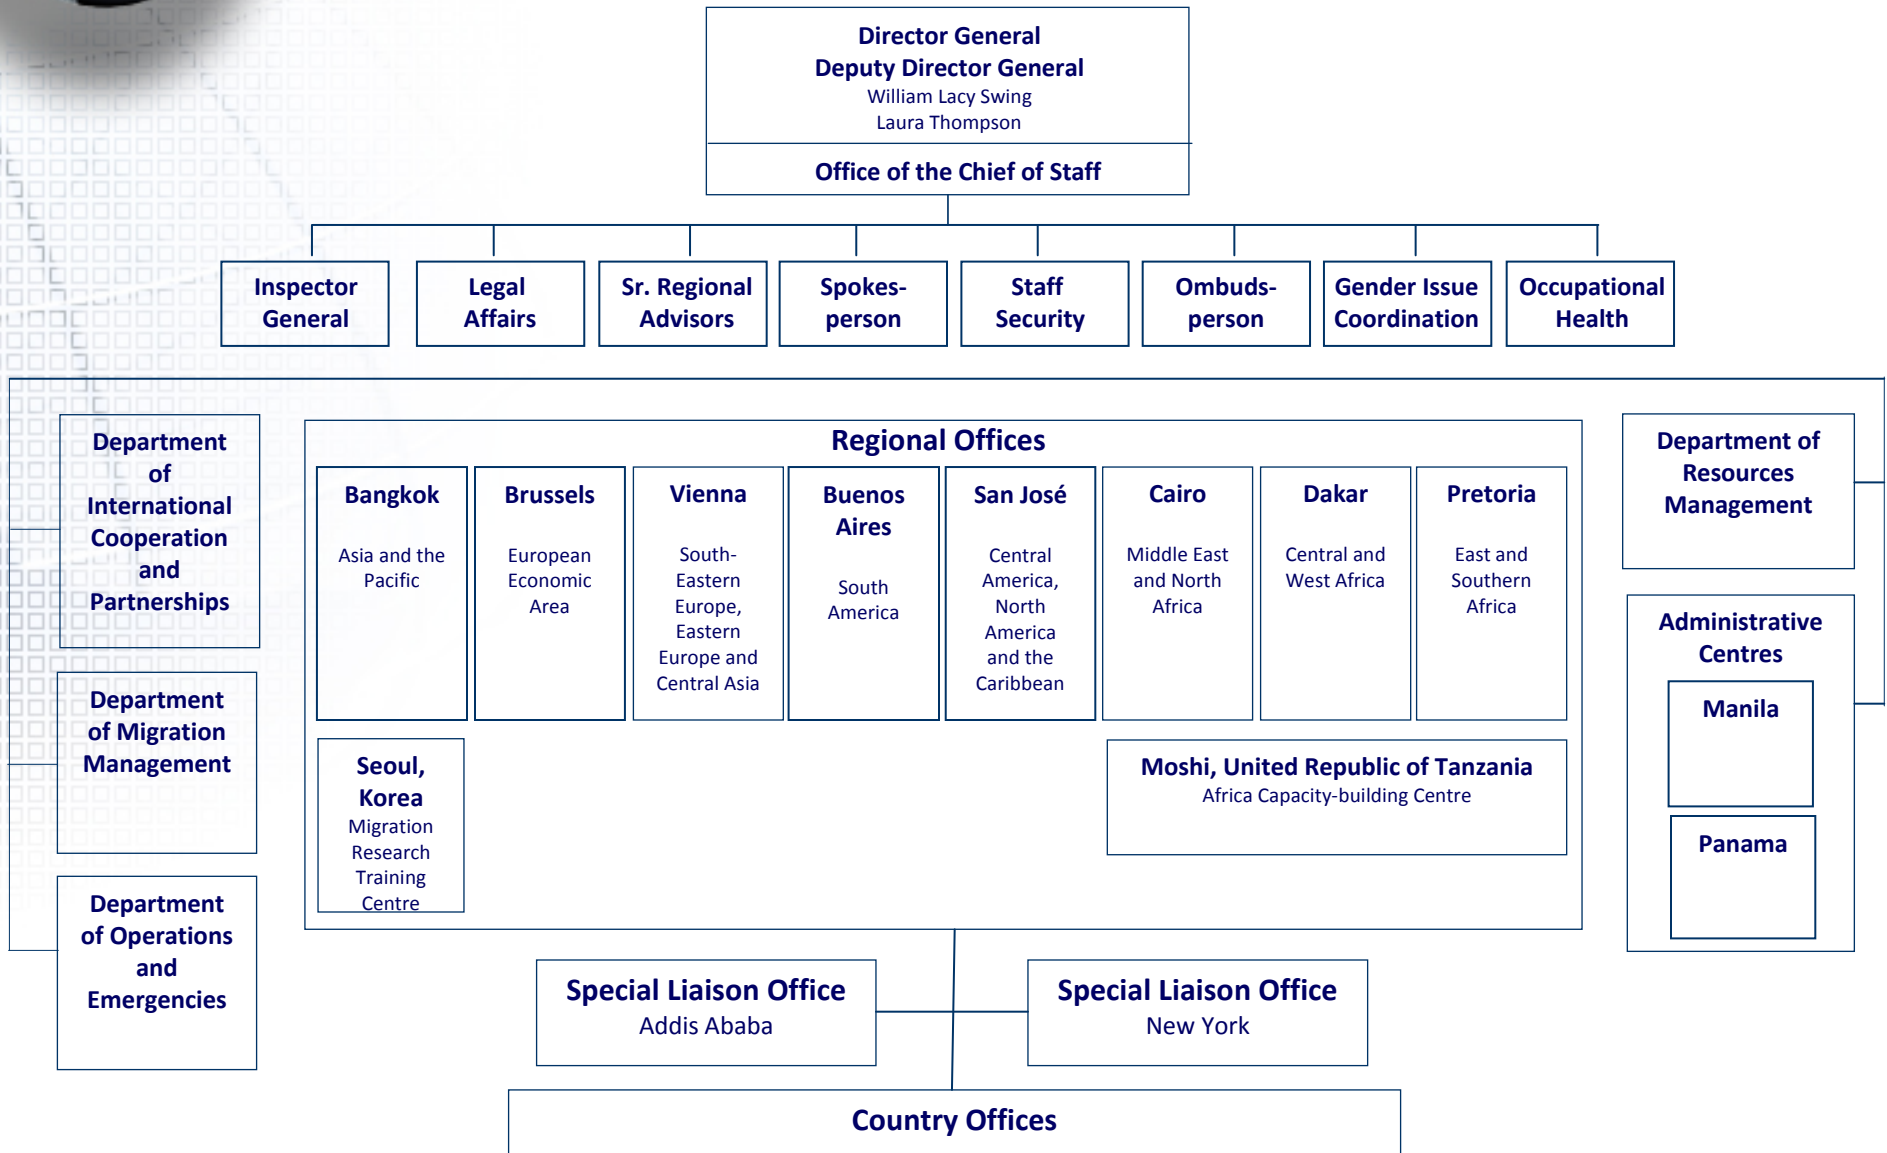 Director General
Deputy Director General
William Lacy Swing
Laura Thompson
Office of the Chief of Staff
Inspector
General
Legal
Affairs
Sr. Regional
Advisors
Spokes-
person
Staff
Security
Ombuds-
person
Gender Issue
Coordination
Occupational
Health
Department
of
International
Cooperation
and
Partnerships
Department
of Migration
Management
Department
of Operations
and
Emergencies
Regional Offices
Bangkok
Asia and the
Pacific
Brussels
European
Economic
Area
Vienna
South-
Eastern
Europe,
Eastern
Europe and
Central Asia
Buenos
Aires
South
America
San José
Central
America,
North
America
and the
Caribbean
Cairo
Middle East
and North
Africa
Dakar
Central and
West Africa
Pretoria
East and
Southern
Africa
Seoul,
Korea
Migration
Research
Training
Centre
Moshi, United Republic of Tanzania
Africa Capacity-building Centre
Department of
Resources
Management
Administrative
Centres
Manila
Panama
Special Liaison Office
Addis Ababa
Special Liaison Office
New York
Country Offices